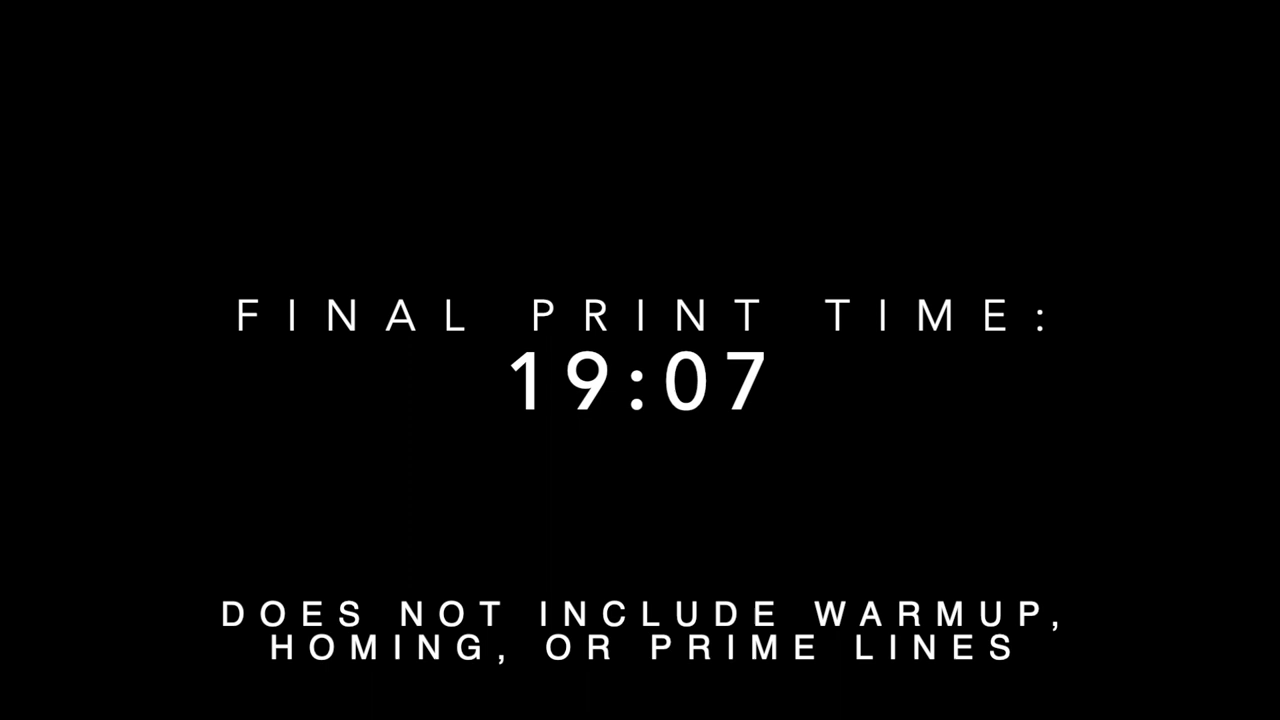 FINAL PRINT TIME:
19:07
DOES NOT INCLUDE WARMUP,
HOMING, OR PRIME LINES